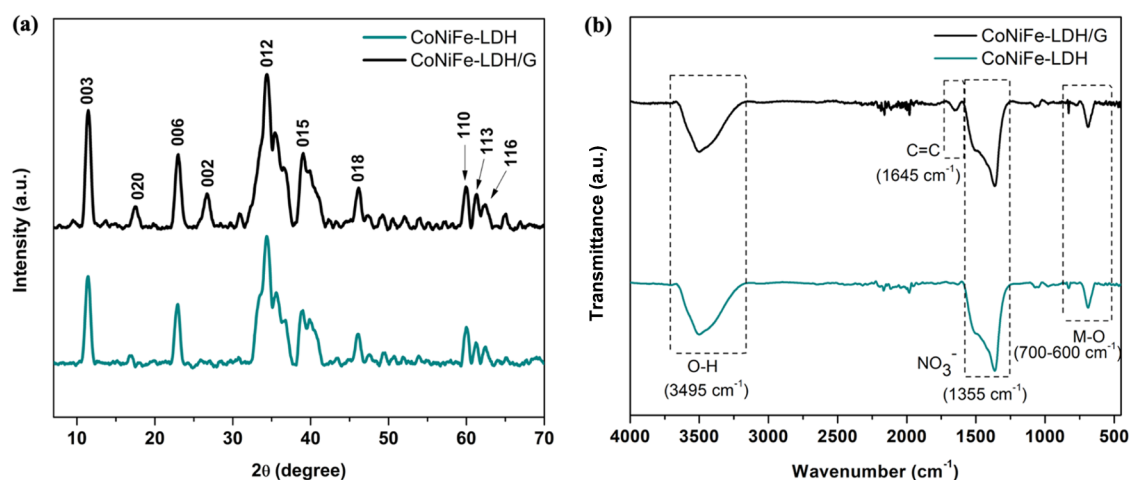 (a)
CoNiFe-LDH
CoNiFe-LDH/G
003
020
006
002
012
015
018
110
113
116
Intensity (a.u.)
10 20 30 40 50 60 70
2θ (degree)
(b)
CoNiFe-LDH/G
CoNiFe-LDH
C=C
(1645 cm⁻¹)
O-H
(3495 cm⁻¹)
NO₃⁻
(1355 cm⁻¹)
M-O
(700-600 cm⁻¹)
Transmittance (a.u.)
4000 3500 3000 2500 2000 1500 1000 500
Wavenumber (cm⁻¹)